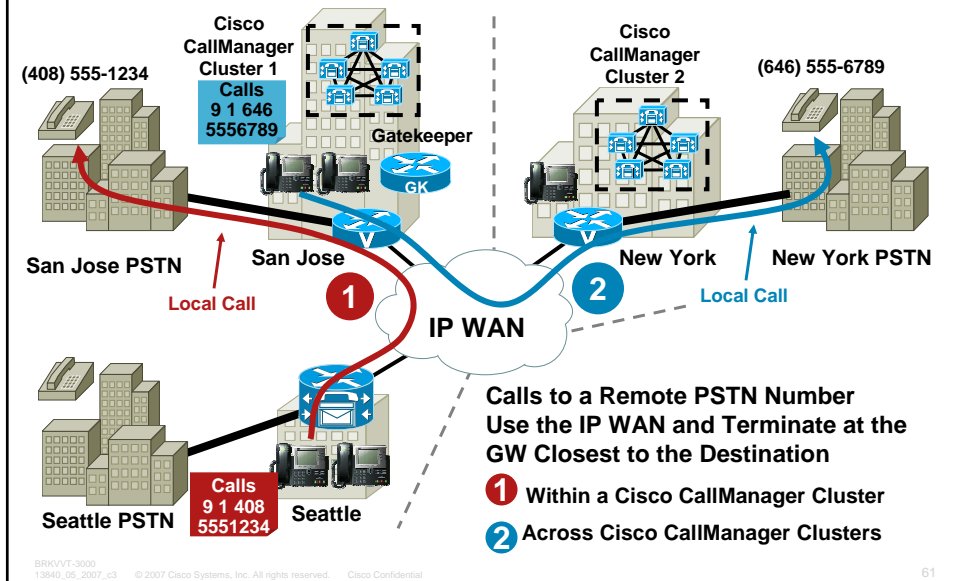 Cisco
CallManager
Cluster 1
Cisco
CallManager
Cluster 2
(408) 555-1234
(646) 555-6789
Calls
9 1 646
5556789
Gatekeeper
GK
V
V
San Jose PSTN
San Jose
New York
New York PSTN
Local Call
1
2
Local Call
IP WAN
Calls to a Remote PSTN Number
Use the IP WAN and Terminate at the
GW Closest to the Destination
1 Within a Cisco CallManager Cluster
2 Across Cisco CallManager Clusters
Calls
9 1 408
5551234
Seattle PSTN
Seattle
BRKVVT-3000
13840_05_2007_c3 © 2007 Cisco Systems, Inc. All rights reserved. Cisco Confidential
61